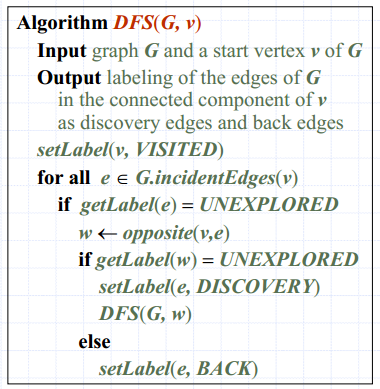 Algorithm DFS(G, v)
Input graph G and a start vertex v of G
Output labeling of the edges of G
in the connected component of v
as discovery edges and back edges
setLabel(v, VISITED)
for all e ∈ G.incidentEdges(v)
if getLabel(e) = UNEXPLORED
w ← opposite(v,e)
if getLabel(w) = UNEXPLORED
setLabel(e, DISCOVERY)
DFS(G, w)
else
setLabel(e, BACK)